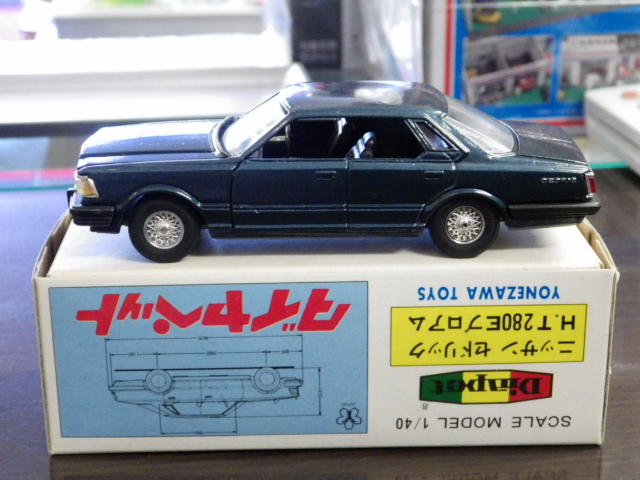 SCALE MODEL 1/40
Diapet®
ニッサン セドリック
H.T 280Eブロアム
YONEZAWA TOYS
ダイヤペット
CEDRIC